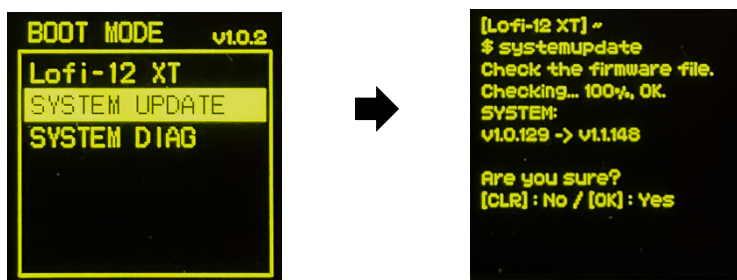 BOOT MODE v1.0.2
Lofi-12 XT
SYSTEM UPDATE
SYSTEM DIAG
[Lofi-12 XT] ~
$ systemupdate
Check the firmware file.
Checking... 100%, OK.
SYSTEM:
v1.0.129 -> v1.1.148
Are you sure?
[CLR] : No / [OK] : Yes